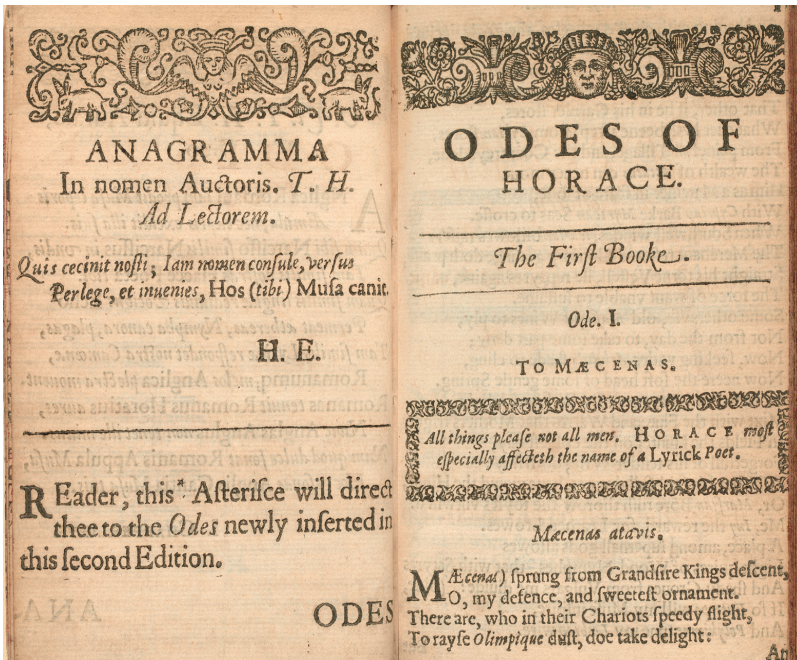 ANAGRAMMA
In nomen Auctoris. T. H.
Ad Lectorem.
Quis cecinit nosti; Iam nomen consule, versus
Perlege, et inuenies, Hos (tibi) Musa canit.
H. E.
REader, this * Asterisce will direct
thee to the Odes newly inserted in
this second Edition.
ODES
ODES OF
HORACE.
The First Booke.
Ode. I.
TO MÆCENAS.
All things please not all men. HORACE most
especially affecteth the name of a Lyrick Poet.
Mæcenas atavis.
MÆcenas) sprung from Grandsire Kings descent,
O, my defence, and sweetest ornament.
There are, who in their Chariots speedy flight,
To rayse Olimpique dust, doe take delight:
An